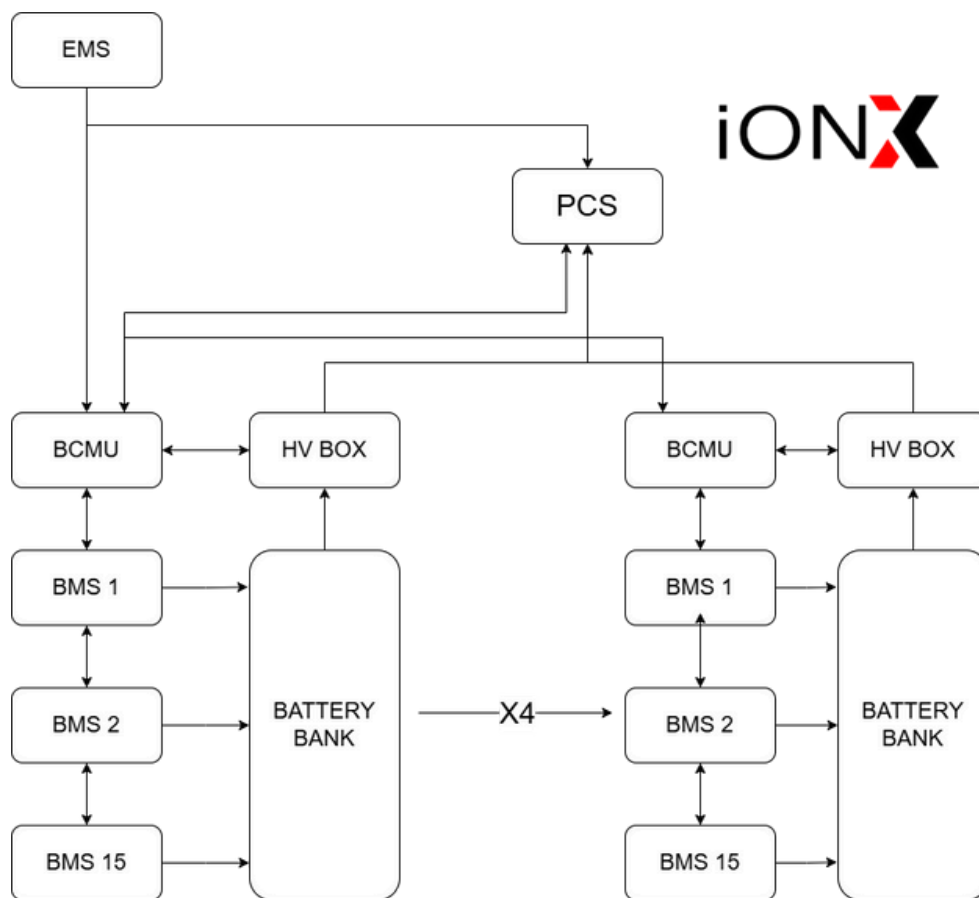 EMS
iONX
PCS
BCMU
HV BOX
BCMU
HV BOX
BMS 1
BMS 1
BMS 2
BATTERY
BANK
X4
BMS 2
BATTERY
BANK
BMS 15
BMS 15